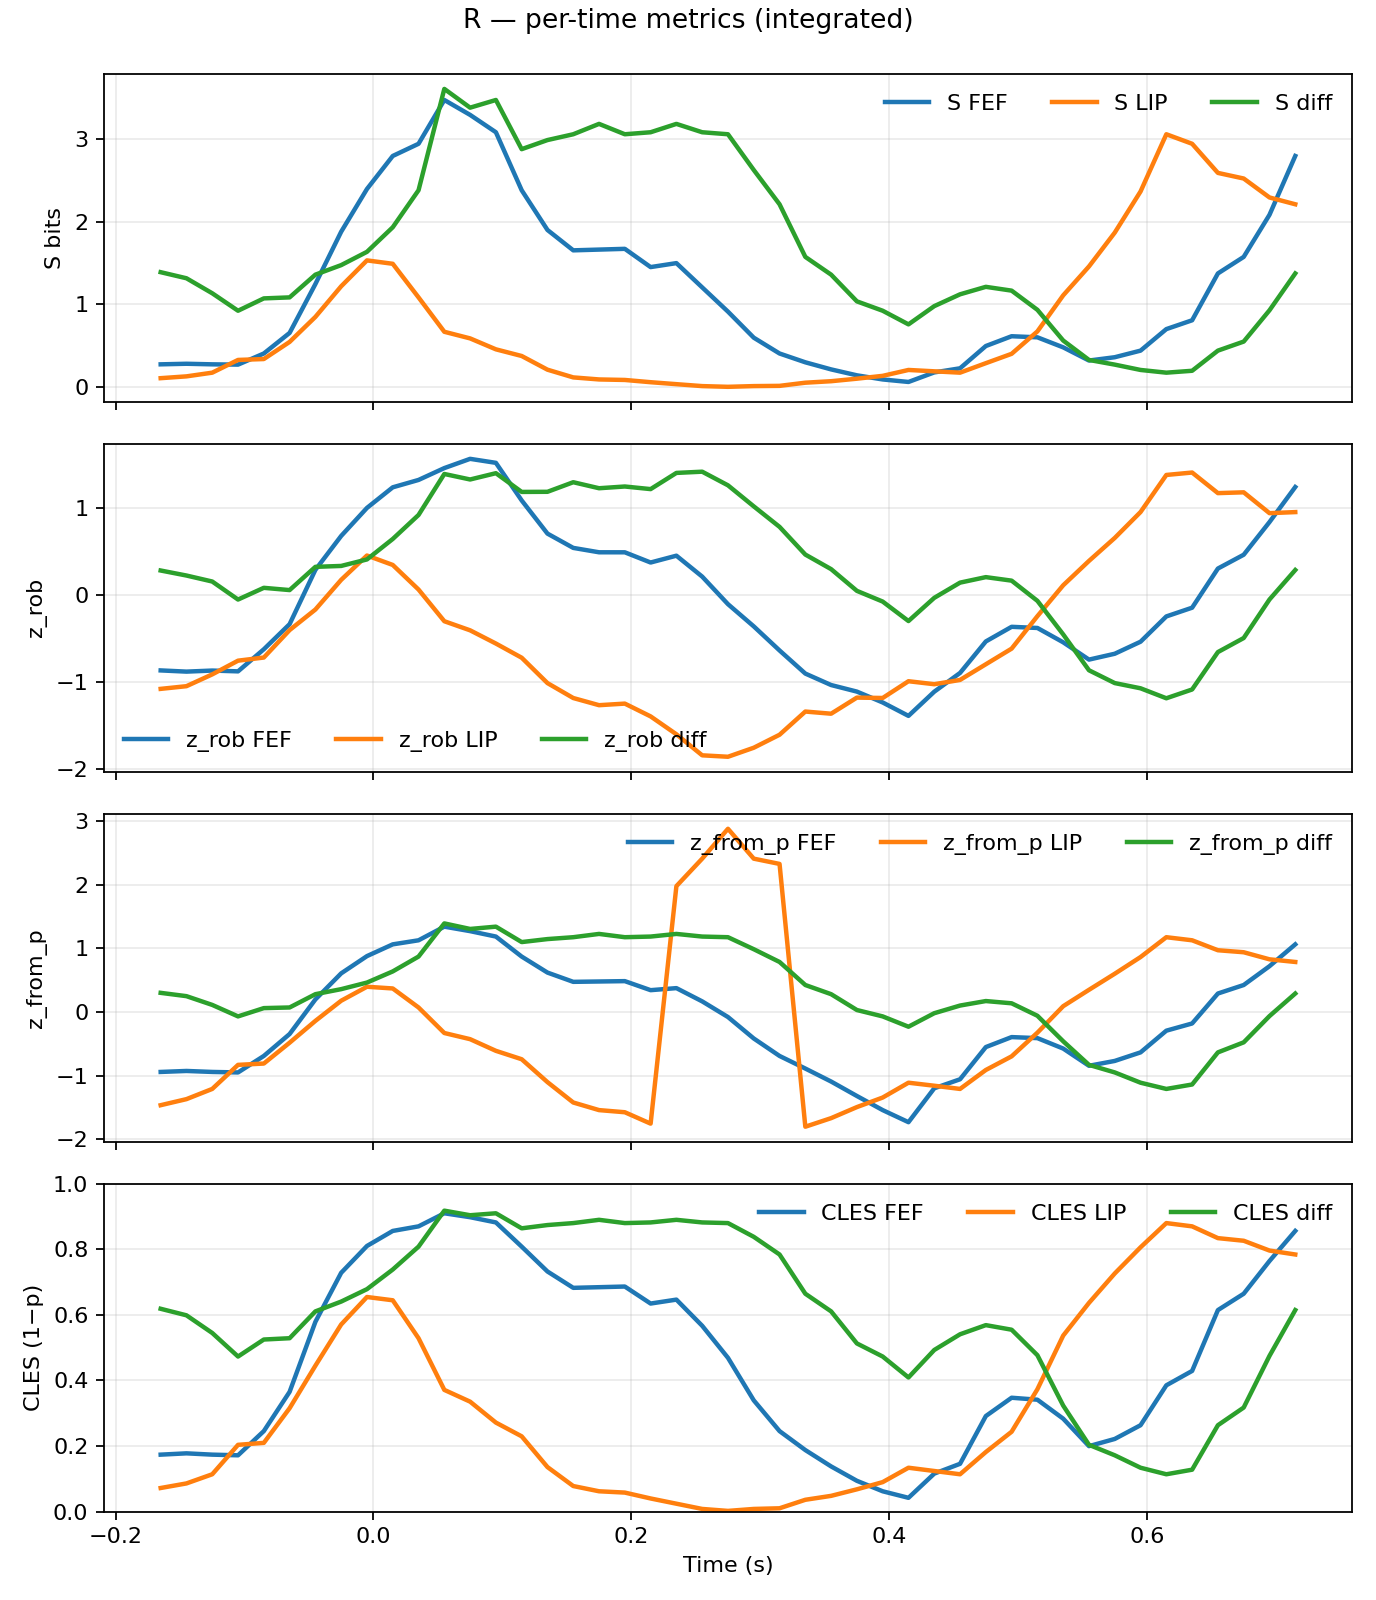 R — per-time metrics (integrated)
S bits
3
2
1
0
S FEF S LIP S diff
z_rob
1
0
−1
−2
z_rob FEF z_rob LIP z_rob diff
z_from_p
3
2
1
0
−1
−2
z_from_p FEF z_from_p LIP z_from_p diff
CLES (1−p)
1.0
0.8
0.6
0.4
0.2
0.0
CLES FEF CLES LIP CLES diff
−0.2 0.0 0.2 0.4 0.6
Time (s)